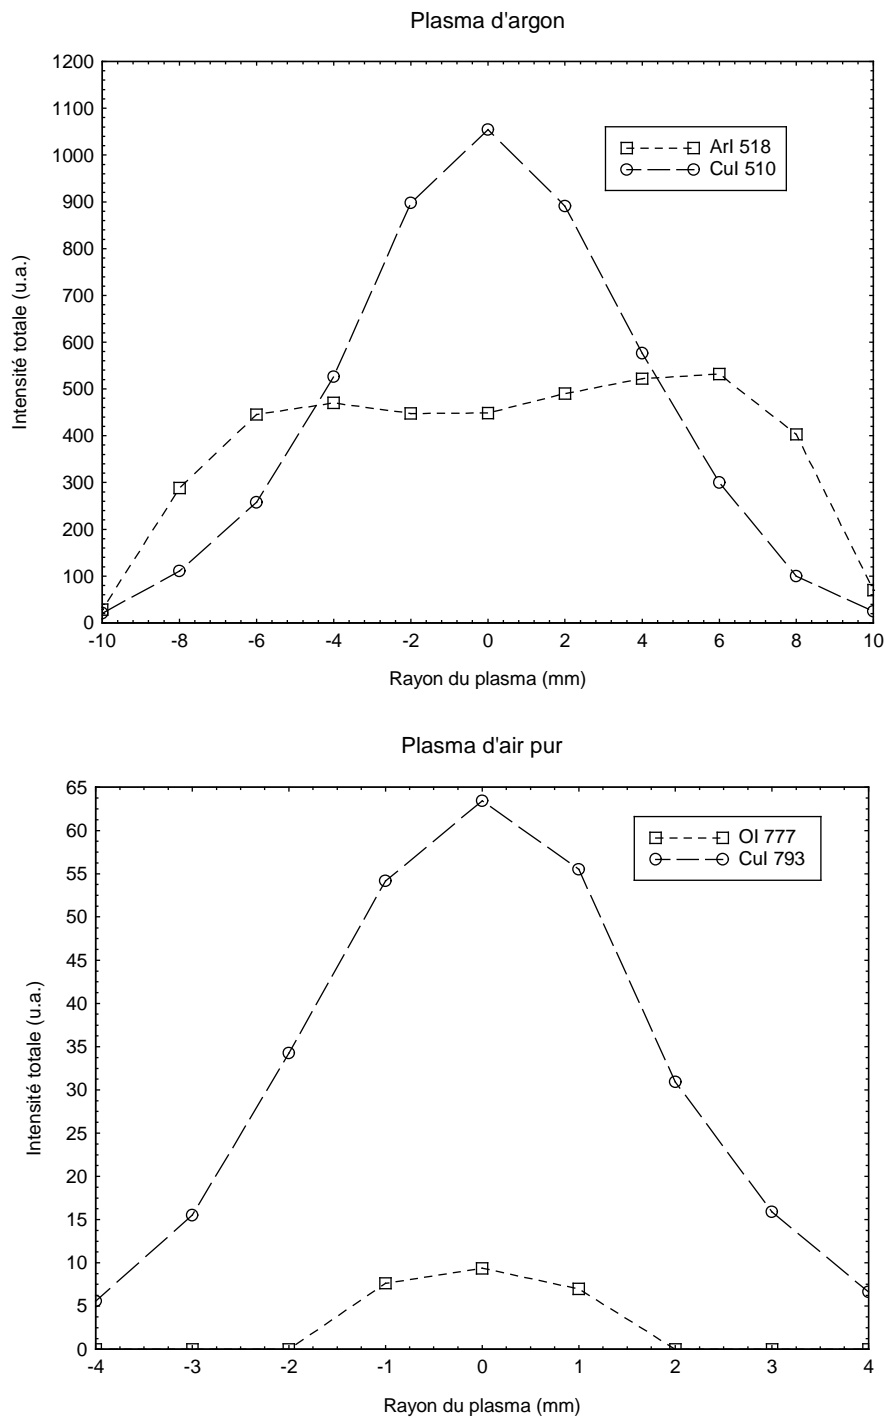 Plasma d'argon
1200
1100
1000
900
800
700
600
500
400
300
200
100
0
Intensité totale (u.a.)
ArI 518
CuI 510
-10 -8 -6 -4 -2 0 2 4 6 8 10
Rayon du plasma (mm)
Plasma d'air pur
65
60
55
50
45
40
35
30
25
20
15
10
5
0
Intensité totale (u.a.)
OI 777
CuI 793
-4 -3 -2 -1 0 1 2 3 4
Rayon du plasma (mm)